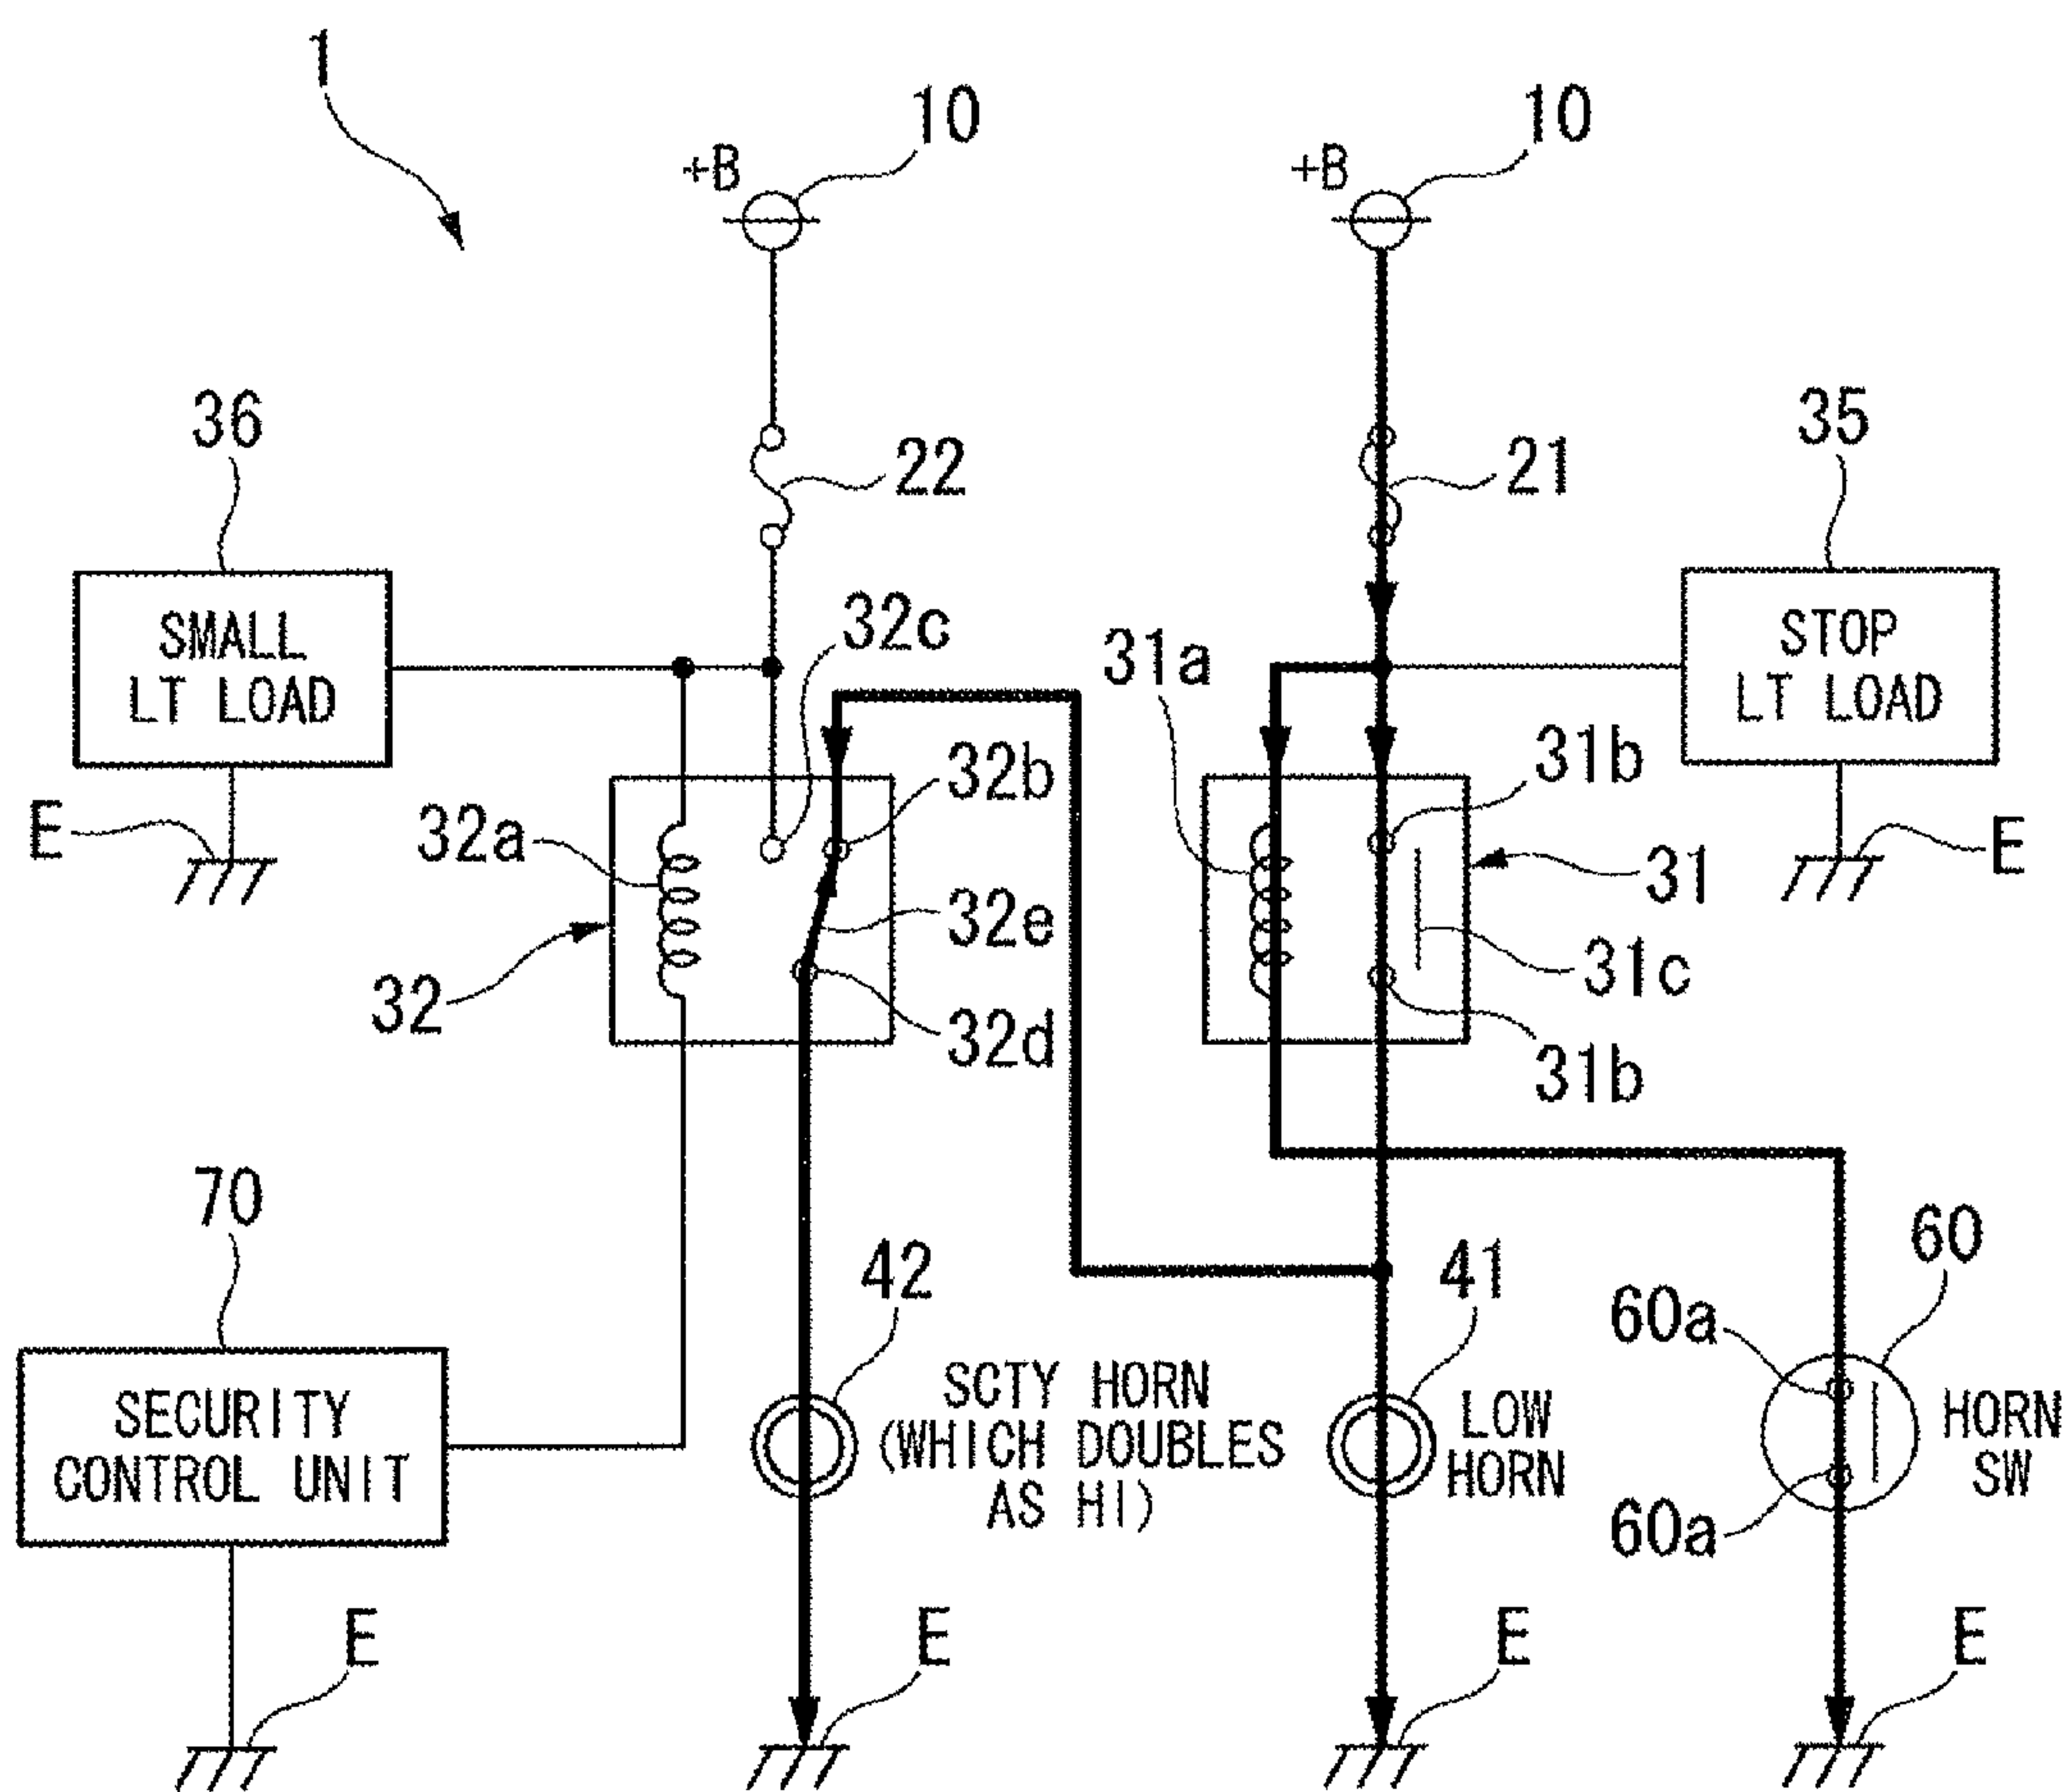 1
10
10
+B
+B
36
22
21
35
SMALL
LT LOAD
32c
31a
STOP
LT LOAD
32b
31b
E
32a
31
E
32e
32
31c
32d
31b
70
42
41
60
60a
SECURITY
CONTROL UNIT
SCTY HORN
(WHICH DOUBLES
AS HI)
LOW
HORN
HORN
SW
60a
E
E
E
E